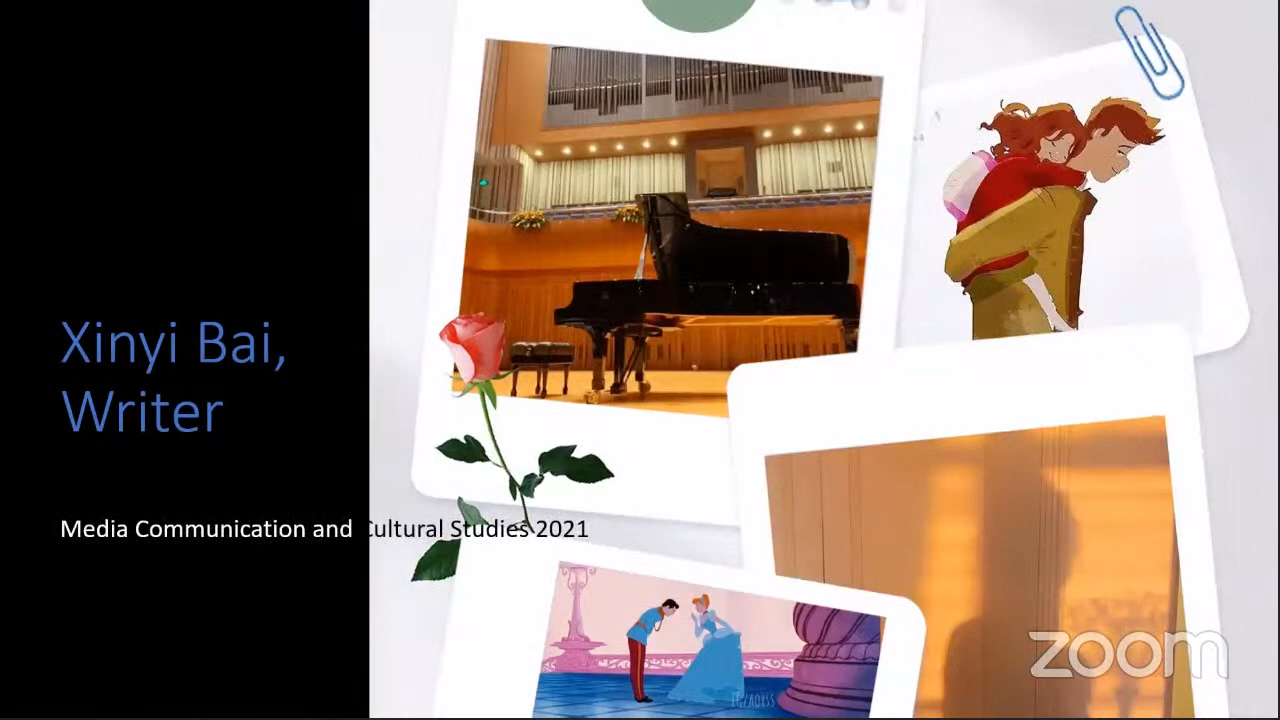 Xinyi Bai,
Writer
Media Communication and Cultural Studies 2021
zoom